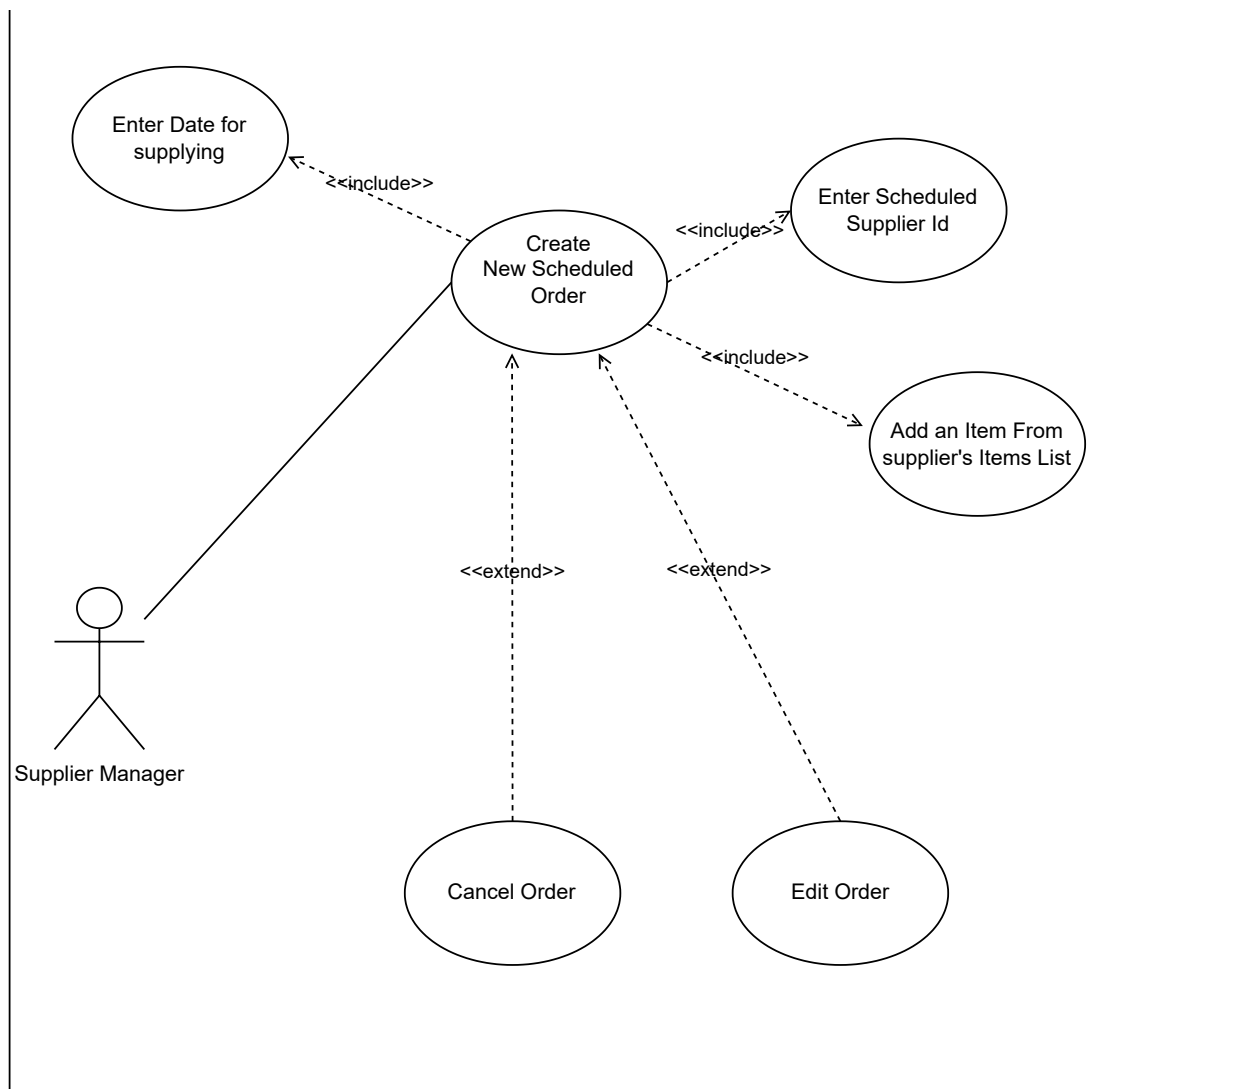 Enter Date for
supplying
<<include>>
Enter Scheduled
Supplier Id
<<include>>
Create
New Scheduled
Order
<<include>>
Add an Item From
supplier's Items List
<<extend>>
<<extend>>
Supplier Manager
Cancel Order
Edit Order